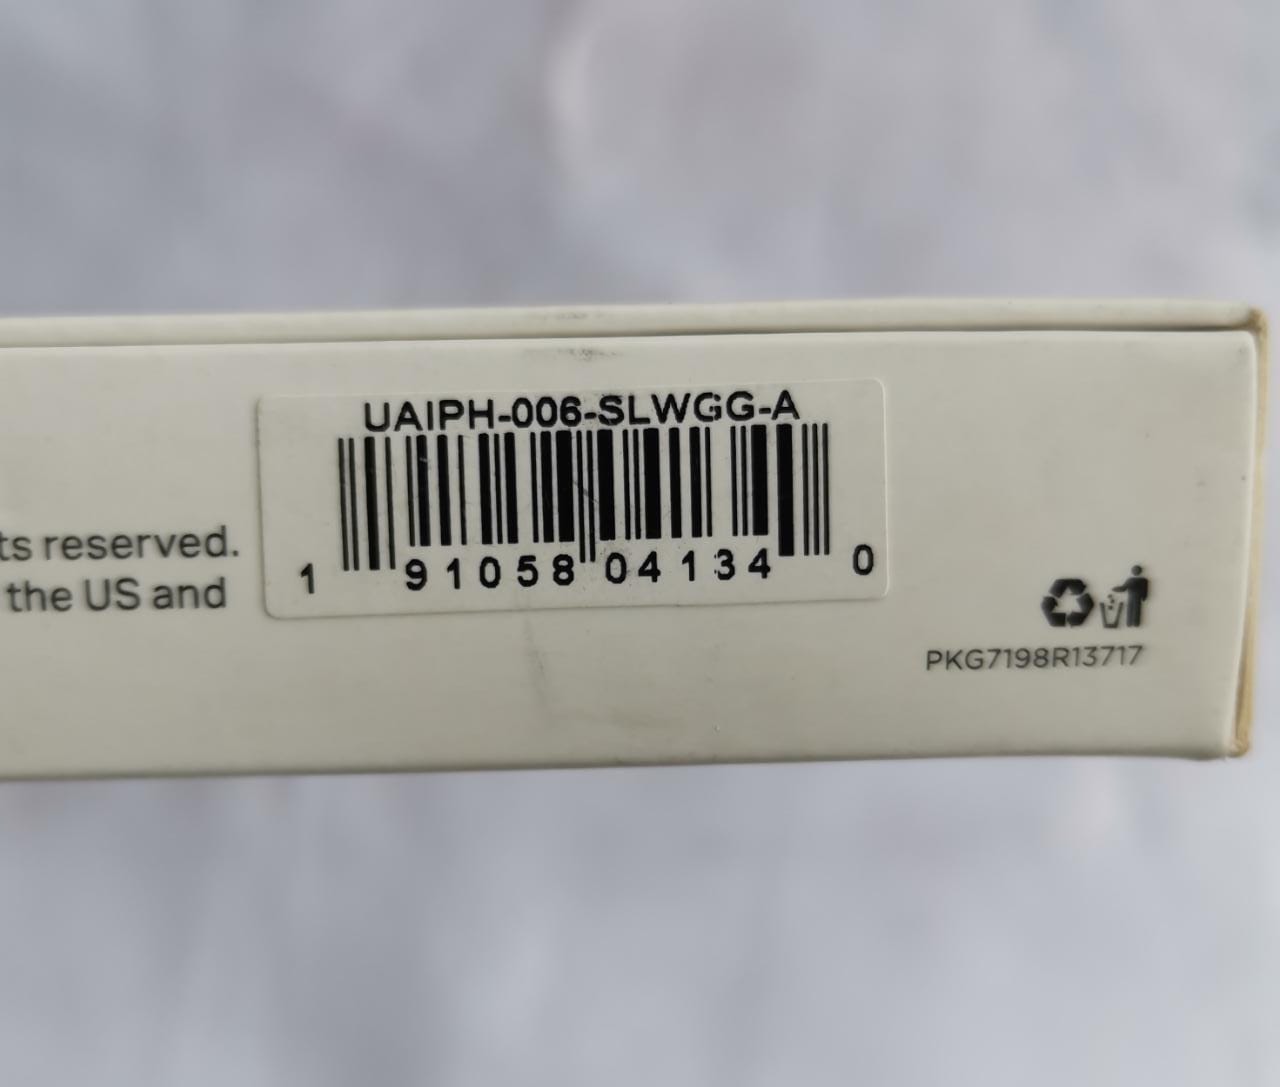 UAIPH-006-SLWGG-A
1 91058 04134 0
ts reserved.
the US and
PKG7198R13717